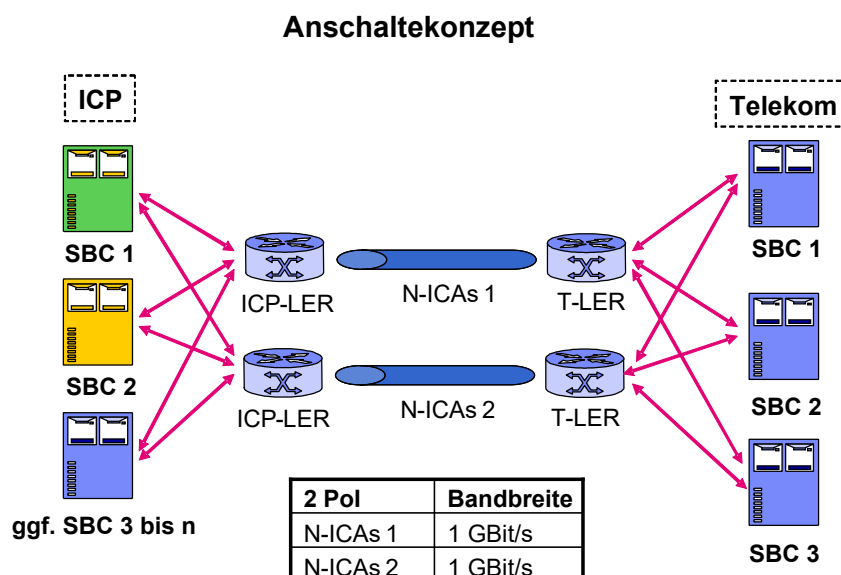 Anschaltekonzept
ICP
Telekom
SBC 1
SBC 1
ICP-LER
N-ICAs 1
T-LER
SBC 2
SBC 2
ICP-LER
N-ICAs 2
T-LER
ggf. SBC 3 bis n
SBC 3
2 Pol Bandbreite
N-ICAs 1 1 GBit/s
N-ICAs 2 1 GBit/s